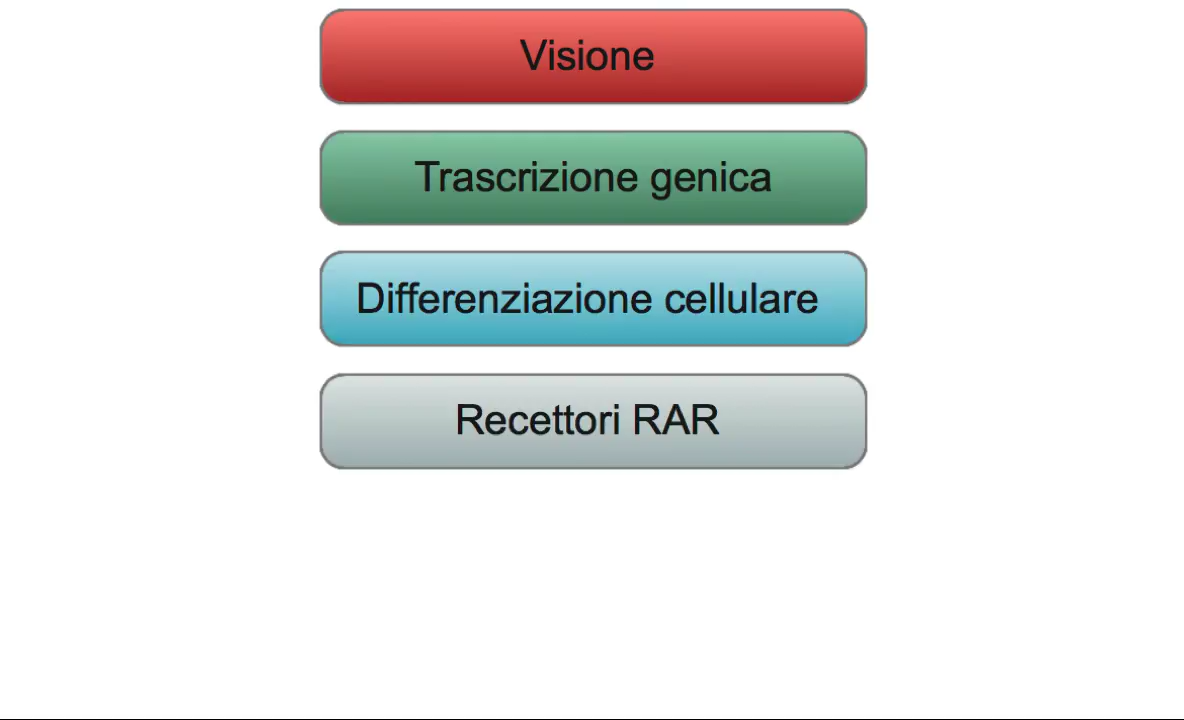 Visione
Trascrizione genica
Differenziazione cellulare
Recettori RAR